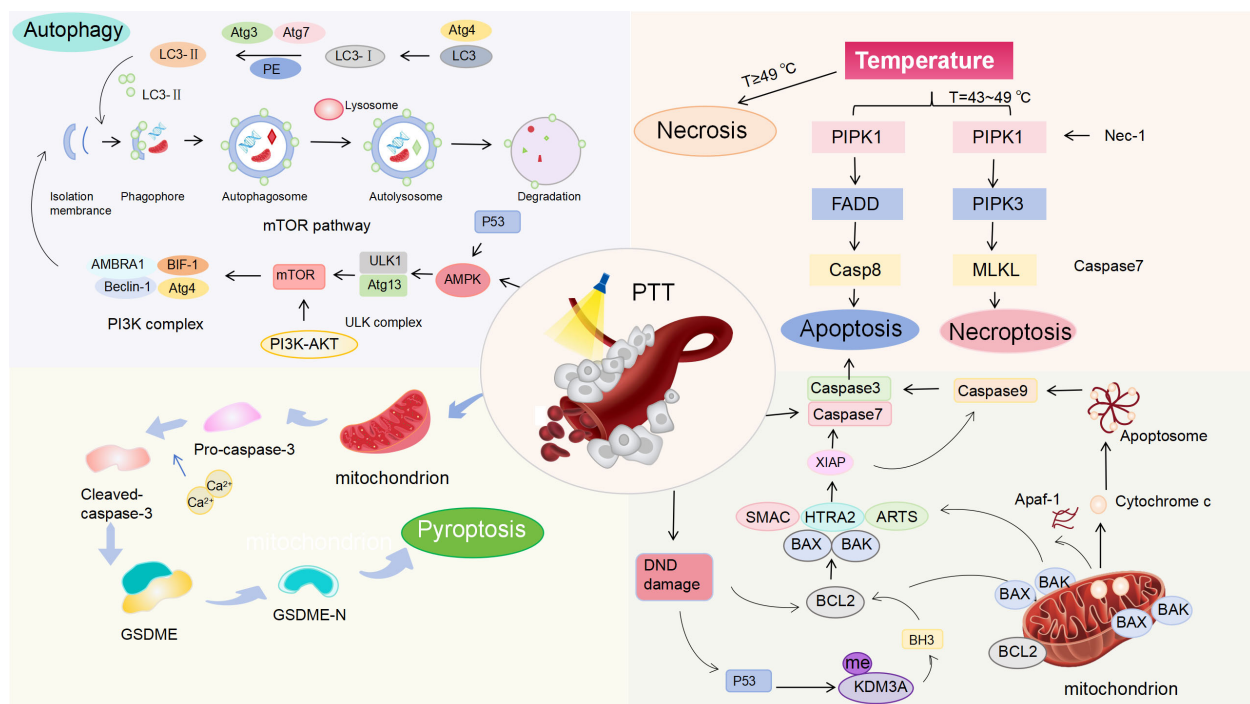 Autophagy
LC3-Ⅱ
Atg3
Atg7
PE
LC3-Ⅰ
Atg4
LC3
LC3-Ⅱ
Lysosome
Isolation
membrance
Phagophore
Autophagosome
Autolysosome
Degradation
mTOR pathway
P53
AMBRA1
BIF-1
Beclin-1
Atg4
PI3K complex
mTOR
ULK1
Atg13
AMPK
ULK complex
PI3K-AKT
Temperature
T≥49 ℃
T=43~49 ℃
Necrosis
PIPK1
PIPK1
Nec-1
FADD
PIPK3
Casp8
MLKL
Caspase7
Apoptosis
Necroptosis
PTT
Pro-caspase-3
mitochondrion
Cleaved-
caspase-3
Ca²⁺
Ca²⁺
mitochondrion
Pyroptosis
GSDME
GSDME-N
Caspase3
Caspase7
Caspase9
Apoptosome
XIAP
Apaf-1
Cytochrome c
SMAC
HTRA2
ARTS
BAX
BAK
DND
damage
BCL2
BAX
BAK
BAX
BAK
BCL2
BH3
P53
me
KDM3A
mitochondrion